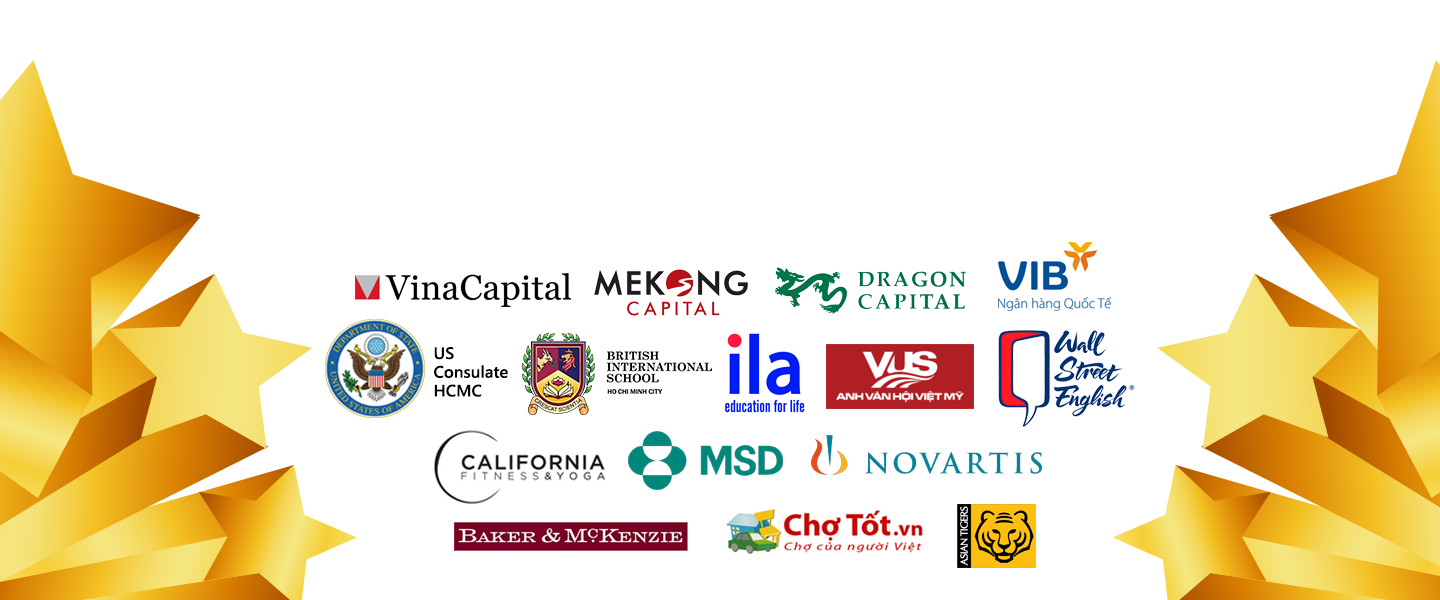 VinaCapital
MEKONG
CAPITAL
DRAGON
CAPITAL
VIB
Ngân hàng Quốc Tế
DEPARTMENT OF STATE
UNITED STATES OF AMERICA
US
Consulate
HCMC
CRESCAT SCIENTIA
BRITISH
INTERNATIONAL
SCHOOL
HO CHI MINH CITY
ila
education for life
VUS
ANH VĂN HỘI VIỆT MỸ
Wall
Street
English®
CALIFORNIA
FITNESS&YOGA
MSD
NOVARTIS
BAKER & MCKENZIE
Chợ Tốt.vn
Chợ của người Việt
ASIAN TIGERS